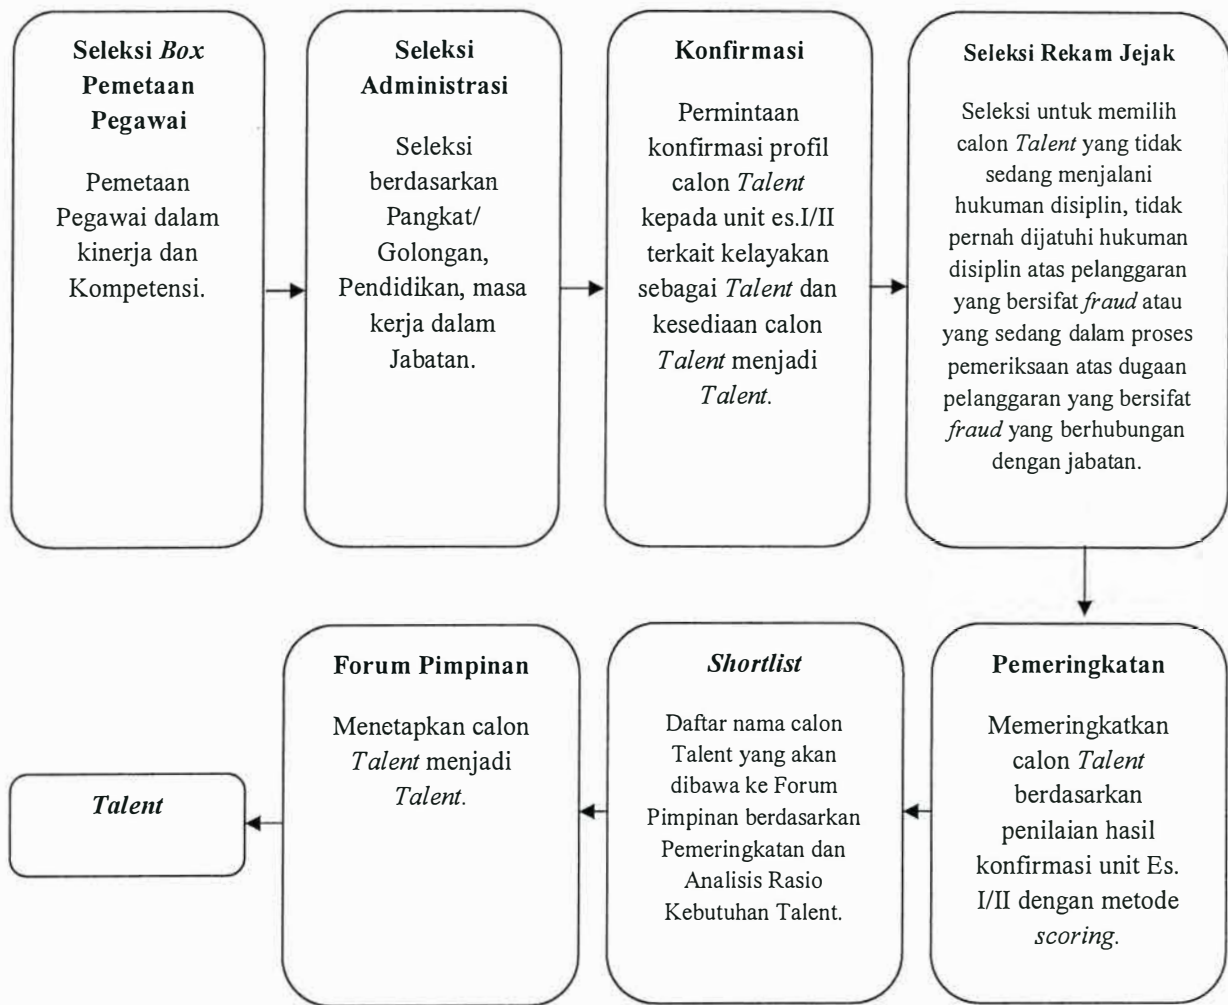 Seleksi Box
Pemetaan
Pegawai
Pemetaan
Pegawai dalam
kinerja dan
Kompetensi.
Seleksi
Administrasi
Seleksi
berdasarkan
Pangkat/
Golongan,
Pendidikan, masa
kerja dalam
Jabatan.
Konfirmasi
Permintaan
konfirmasi profil
calon Talent
kepada unit es.I/II
terkait kelayakan
sebagai Talent dan
kesediaan calon
Talent menjadi
Talent.
Seleksi Rekam Jejak
Seleksi untuk memilih
calon Talent yang tidak
sedang menjalani
hukuman disiplin, tidak
pernah dijatuhi hukuman
disiplin atas pelanggaran
yang bersifat fraud atau
yang sedang dalam proses
pemeriksaan atas dugaan
pelanggaran yang bersifat
fraud yang berhubungan
dengan jabatan.
Pemeringkatan
Memeringkatkan
calon Talent
berdasarkan
penilaian hasil
konfirmasi unit Es.
I/II dengan metode
scoring.
Shortlist
Daftar nama calon
Talent yang akan
dibawa ke Forum
Pimpinan berdasarkan
Pemeringkatan dan
Analisis Rasio
Kebutuhan Talent.
Forum Pimpinan
Menetapkan calon
Talent menjadi
Talent.
Talent